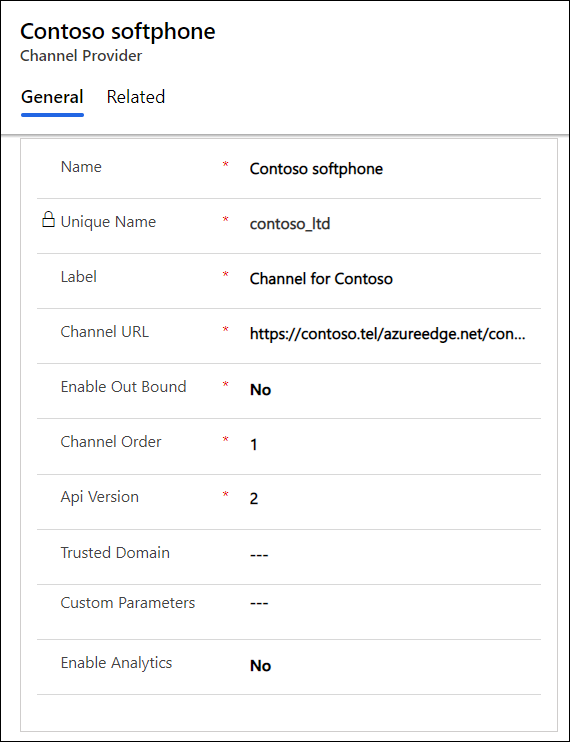 Contoso softphone
Channel Provider
General Related
Name * Contoso softphone
Unique Name * contoso_ltd
Label * Channel for Contoso
Channel URL * https://contoso.tel/azureedge.net/con...
Enable Out Bound * No
Channel Order * 1
Api Version * 2
Trusted Domain ---
Custom Parameters ---
Enable Analytics No